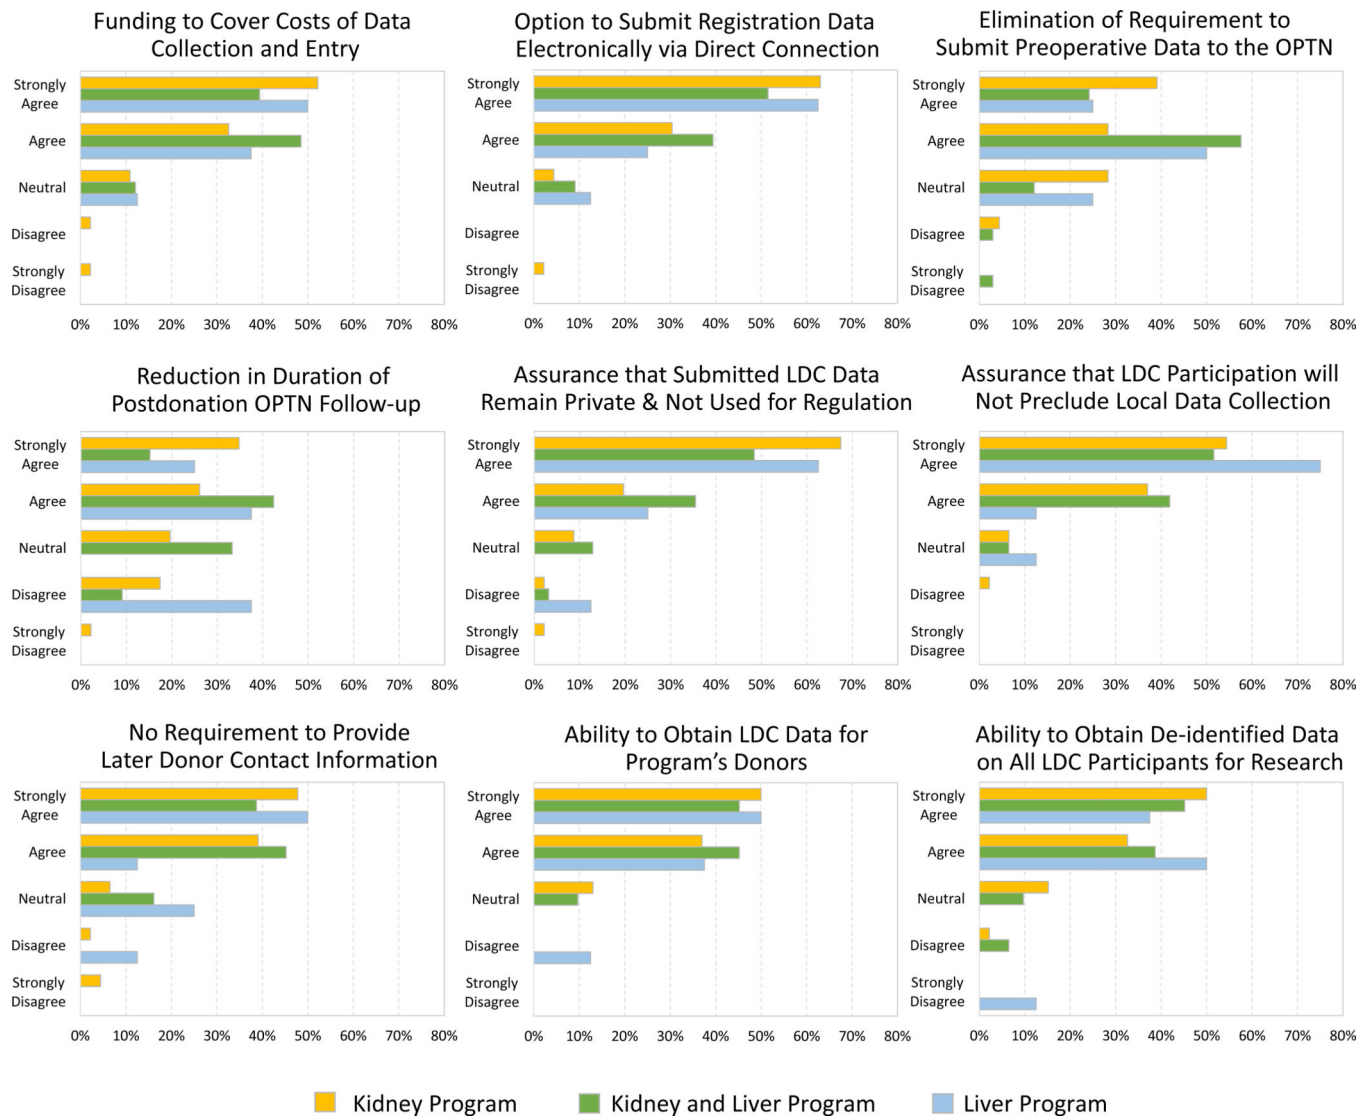 Funding to Cover Costs of Data
Collection and Entry
Strongly
Agree
Agree
Neutral
Disagree
Strongly
Disagree
0% 10% 20% 30% 40% 50% 60% 70% 80%
Option to Submit Registration Data
Electronically via Direct Connection
Strongly
Agree
Agree
Neutral
Disagree
Strongly
Disagree
0% 10% 20% 30% 40% 50% 60% 70% 80%
Elimination of Requirement to
Submit Preoperative Data to the OPTN
Strongly
Agree
Agree
Neutral
Disagree
Strongly
Disagree
0% 10% 20% 30% 40% 50% 60% 70% 80%
Reduction in Duration of
Postdonation OPTN Follow-up
Strongly
Agree
Agree
Neutral
Disagree
Strongly
Disagree
0% 10% 20% 30% 40% 50% 60% 70% 80%
Assurance that Submitted LDC Data
Remain Private & Not Used for Regulation
Strongly
Agree
Agree
Neutral
Disagree
Strongly
Disagree
0% 10% 20% 30% 40% 50% 60% 70% 80%
Assurance that LDC Participation will
Not Preclude Local Data Collection
Strongly
Agree
Agree
Neutral
Disagree
Strongly
Disagree
0% 10% 20% 30% 40% 50% 60% 70% 80%
No Requirement to Provide
Later Donor Contact Information
Strongly
Agree
Agree
Neutral
Disagree
Strongly
Disagree
0% 10% 20% 30% 40% 50% 60% 70% 80%
Ability to Obtain LDC Data for
Program's Donors
Strongly
Agree
Agree
Neutral
Disagree
Strongly
Disagree
0% 10% 20% 30% 40% 50% 60% 70% 80%
Ability to Obtain De-identified Data
on All LDC Participants for Research
Strongly
Agree
Agree
Neutral
Disagree
Strongly
Disagree
0% 10% 20% 30% 40% 50% 60% 70% 80%
Kidney Program Kidney and Liver Program Liver Program